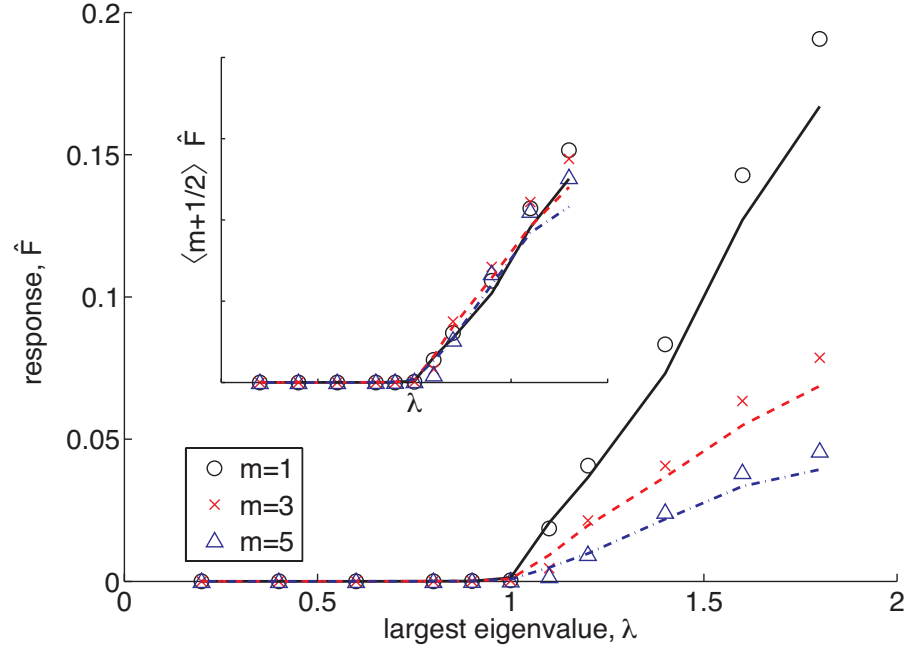 0.2
0.15
0.1
0.05
0
response, F̂
⟨m+1/2⟩ F̂
λ
m=1
m=3
m=5
0 0.5 1 1.5 2
largest eigenvalue, λ